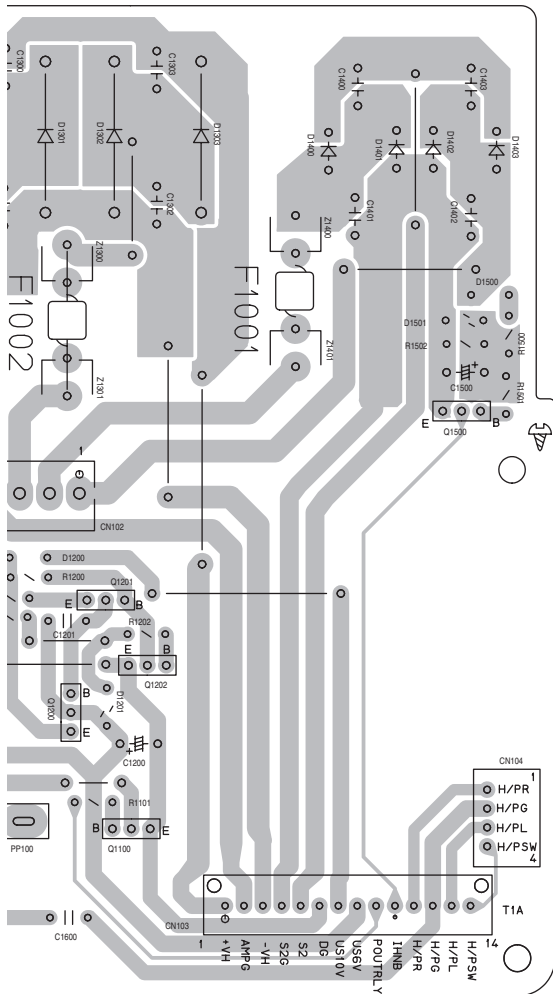 C1300
C1303
C1400
C1403
D1301
D1302
D1303
D1400
D1401
D1402
D1403
C1302
C1401
Q1402
Z1300
Z1400
F1002
F1001
D1500
D1501
R1500
R1502
Z1301
Z1401
C1500
R1501
E
B
Q1500
1
CN102
D1200
R1200
Q1201
E
B
C1201
R1202
E
B
Q1202
Q1200
B
E
D1201
C1200
R1101
B
E
Q1100
PP100
C1600
CN104
1
H/PR
H/PG
H/PL
H/PSW
4
CN103
T1A
1
14
+VH
AMPG
-VH
S2G
S2
DG
US10V
US6V
POUTRLY
IHNB
H/PR
H/PG
H/PL
H/PSW